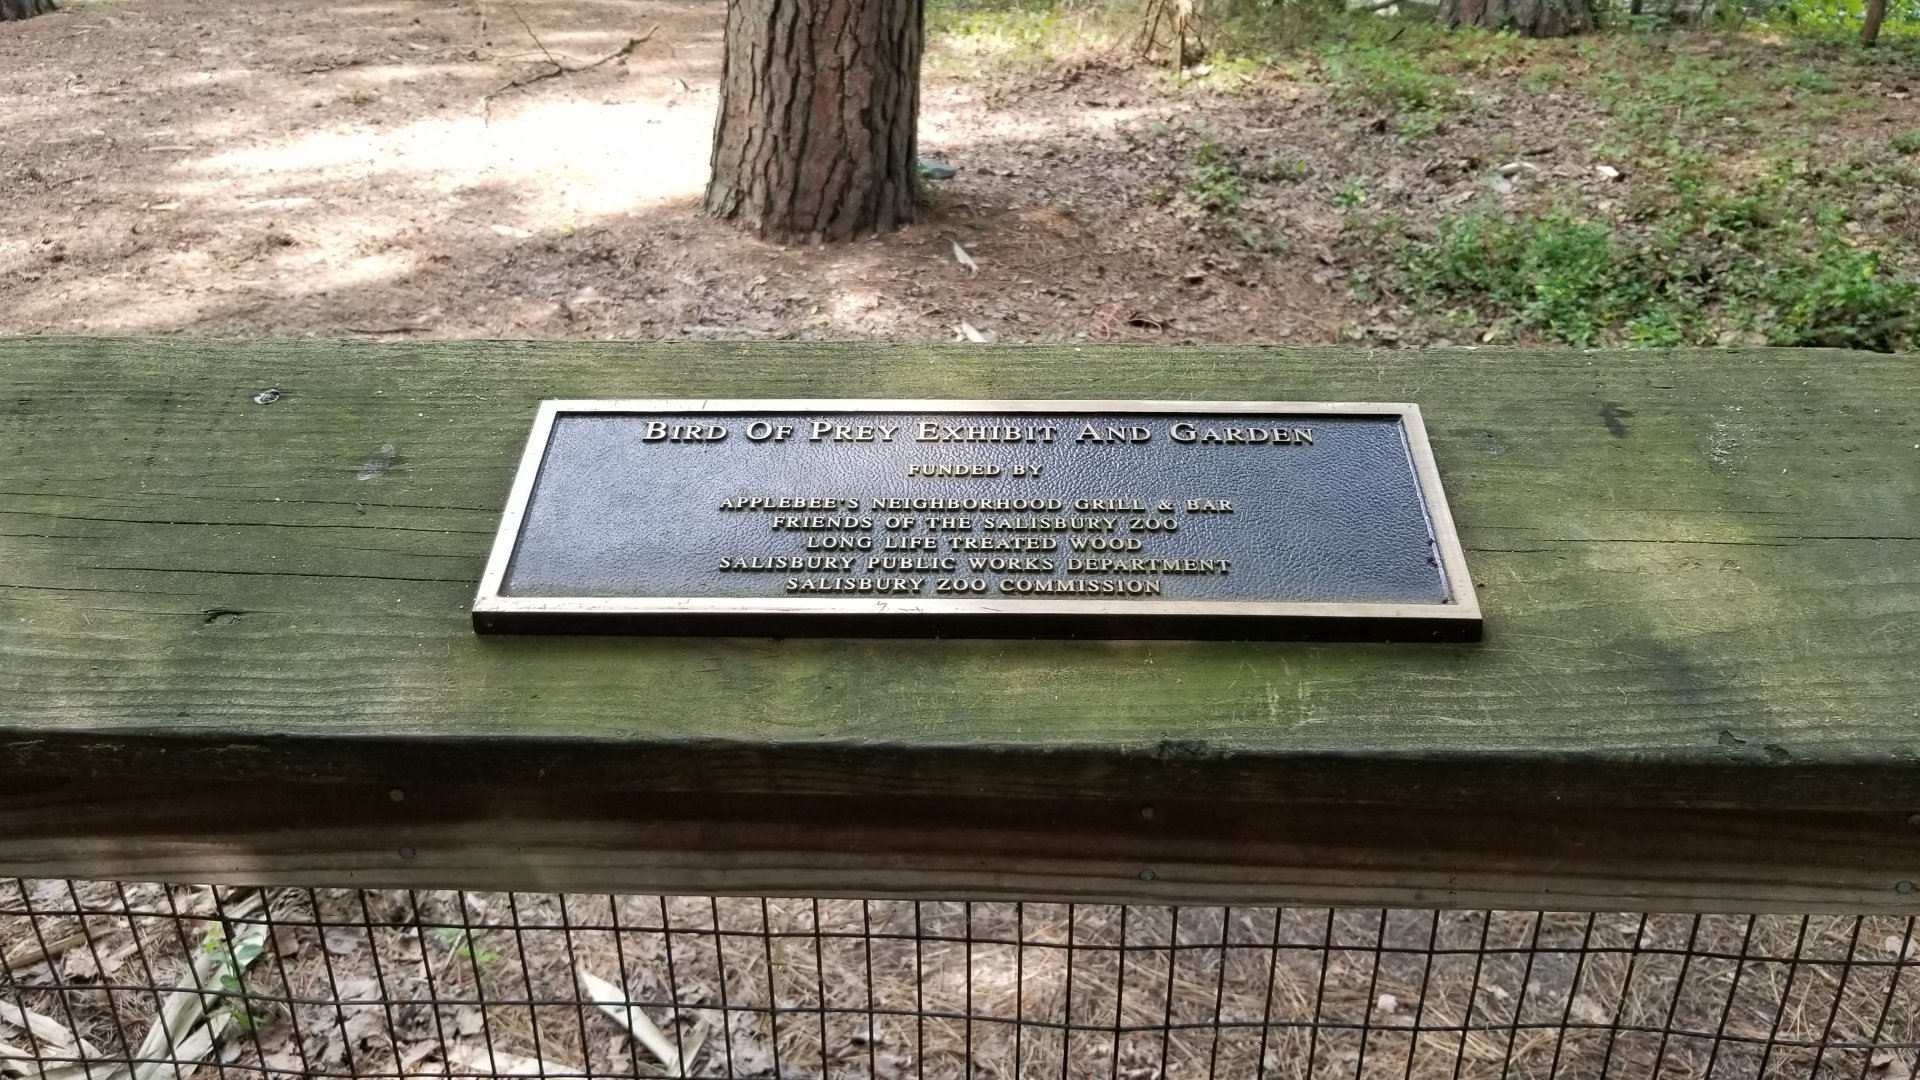 Bird Of Prey Exhibit And Garden
FUNDED BY
APPLEBEE'S NEIGHBORHOOD GRILL & BAR
FRIENDS OF THE SALISBURY ZOO
LONG LIFE TREATED WOOD
SALISBURY PUBLIC WORKS DEPARTMENT
SALISBURY ZOO COMMISSION